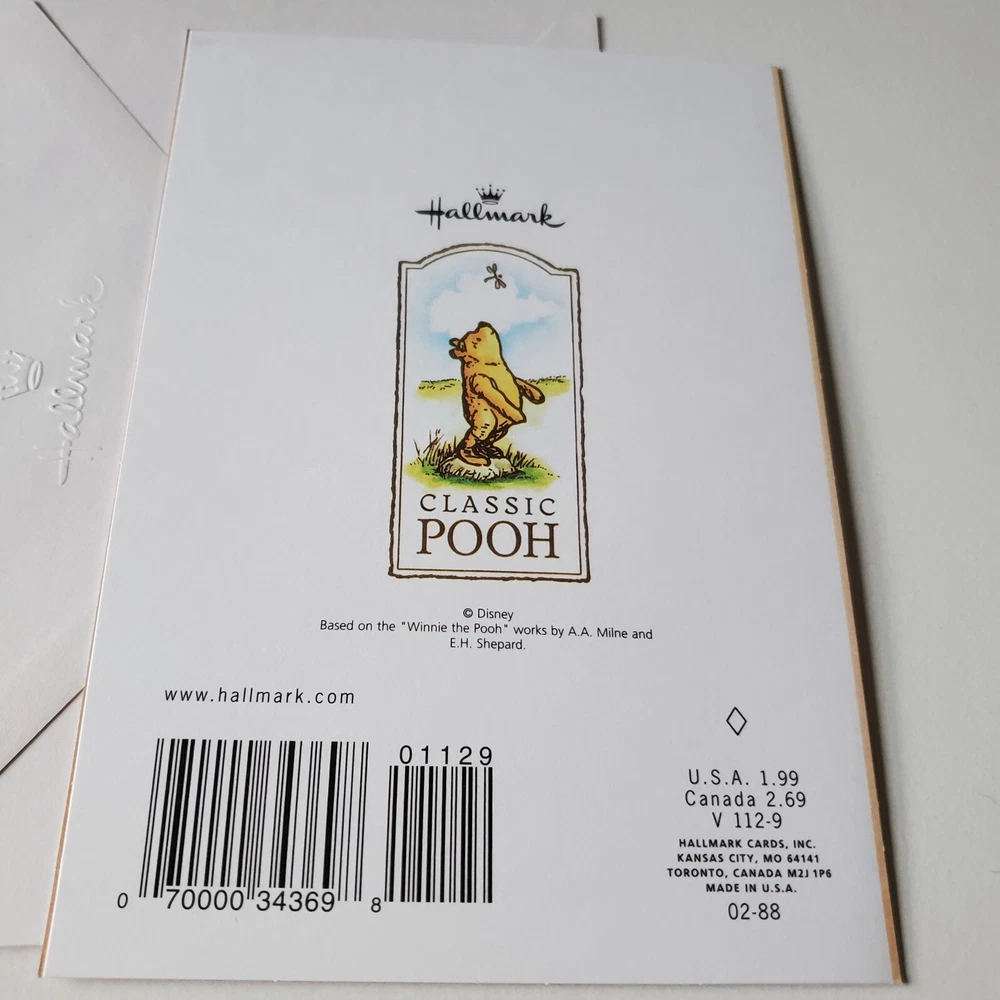 Hallmark
Hallmark
CLASSIC
POOH
© Disney
Based on the "Winnie the Pooh" works by A.A. Milne and
E.H. Shepard.
www.hallmark.com
01129
0 70000 34369 8
◇
U.S.A. 1.99
Canada 2.69
V 112-9
HALLMARK CARDS, INC.
KANSAS CITY, MO 64141
TORONTO, CANADA M2J 1P6
MADE IN U.S.A.
02-88